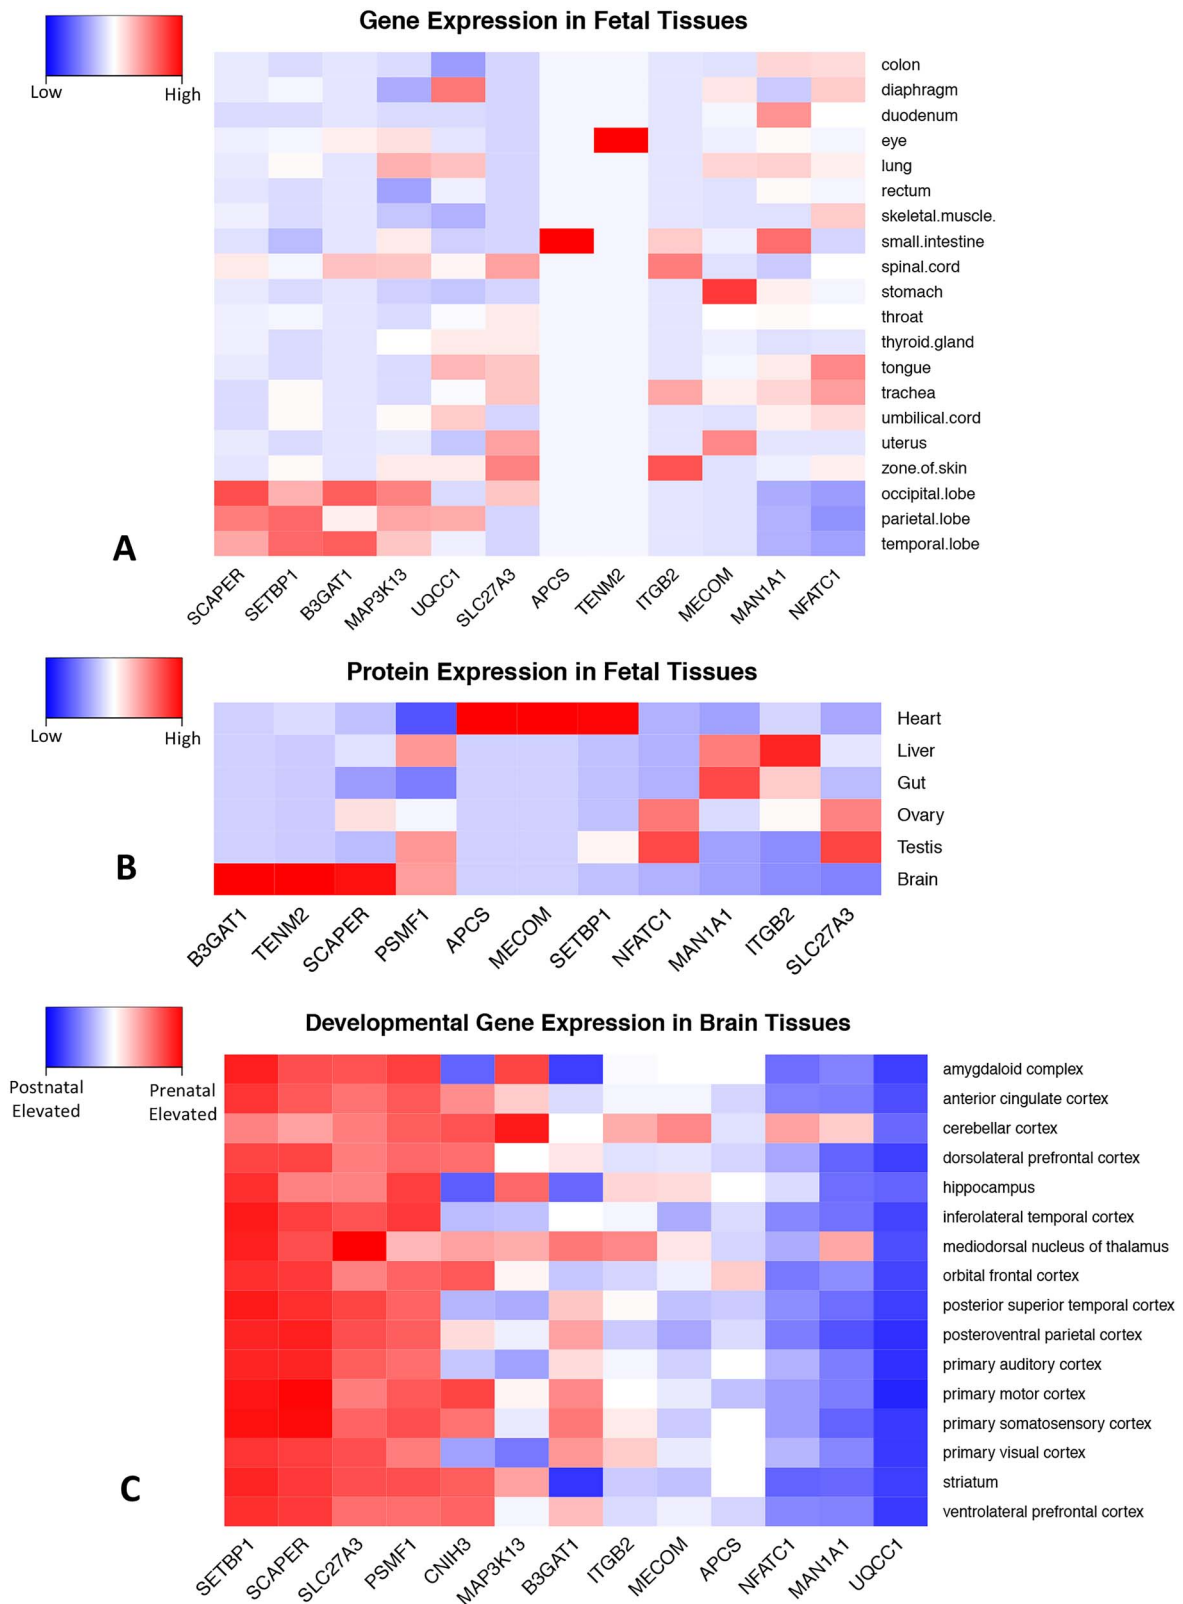 Gene Expression in Fetal Tissues
Low High
colon
diaphragm
duodenum
eye
lung
rectum
skeletal.muscle.
small.intestine
spinal.cord
stomach
throat
thyroid.gland
tongue
trachea
umbilical.cord
uterus
zone.of.skin
occipital.lobe
parietal.lobe
temporal.lobe
A
SCAPER SETBP1 B3GAT1 MAP3K13 UQCC1 SLC27A3 APCS TENM2 ITGB2 MECOM MAN1A1 NFATC1
Protein Expression in Fetal Tissues
Low High
Heart
Liver
Gut
Ovary
Testis
Brain
B
B3GAT1 TENM2 SCAPER PSMF1 APCS MECOM SETBP1 NFATC1 MAN1A1 ITGB2 SLC27A3
Developmental Gene Expression in Brain Tissues
Postnatal Prenatal
Elevated Elevated
amygdaloid complex
anterior cingulate cortex
cerebellar cortex
dorsolateral prefrontal cortex
hippocampus
inferolateral temporal cortex
mediodorsal nucleus of thalamus
orbital frontal cortex
posterior superior temporal cortex
posteroventral parietal cortex
primary auditory cortex
primary motor cortex
primary somatosensory cortex
primary visual cortex
striatum
ventrolateral prefrontal cortex
C
SETBP1 SCAPER SLC27A3 PSMF1 CNIH3 MAP3K13 B3GAT1 ITGB2 MECOM APCS NFATC1 MAN1A1 UQCC1